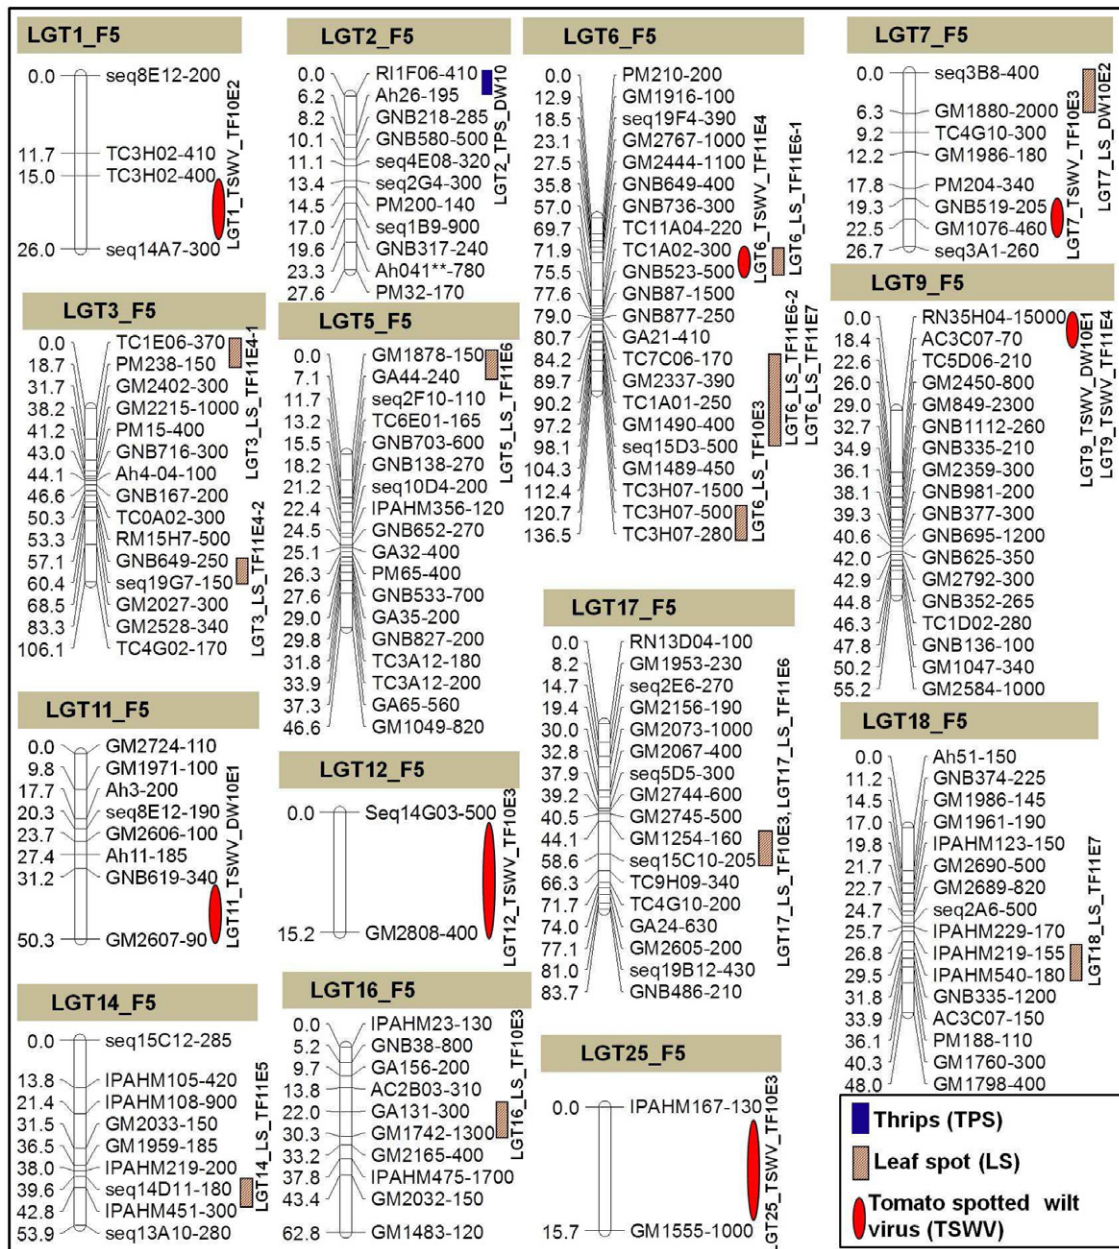 LGT1_F5
0.0 seq8E12-200
11.7 TC3H02-410
15.0 TC3H02-400
26.0 seq14A7-300
LGT1_TSWV_TF10E2
LGT2_F5
0.0 RI1F06-410
6.2 Ah26-195
8.2 GNB218-285
10.1 GNB580-500
11.1 seq4E08-320
13.4 seq2G4-300
14.5 PM200-140
17.0 seq1B9-900
19.6 GNB317-240
23.3 Ah041**-780
27.6 PM32-170
LGT2_TPS_DW10
LGT6_F5
0.0 PM210-200
12.9 GM1916-100
18.5 seq19F4-390
23.1 GM2767-1000
27.5 GM2444-1100
35.8 GNB649-400
57.0 GNB736-300
69.7 TC11A04-220
71.9 TC1A02-300
75.5 GNB523-500
77.6 GNB87-1500
79.0 GNB877-250
80.7 GA21-410
84.2 TC7C06-170
89.7 GM2337-390
90.2 TC1A01-250
97.2 GM1490-400
98.1 seq15D3-500
104.3 GM1489-450
112.4 TC3H07-1500
120.7 TC3H07-500
136.5 TC3H07-280
LGT6_TSWV_TF11E4
LGT6_LS_TF11E6-1
LGT6_LS_TF11E6-2
LGT6_LS_TF11E7
LGT6_LS_TF10E3
LGT7_F5
0.0 seq3B8-400
6.3 GM1880-2000
9.2 TC4G10-300
12.2 GM1986-180
17.8 PM204-340
19.3 GNB519-205
22.5 GM1076-460
26.7 seq3A1-260
LGT7_TSWV_TF10E3
LGT7_LS_DW10E2
LGT3_F5
0.0 TC1E06-370
18.7 PM238-150
31.7 GM2402-300
38.2 GM2215-1000
41.2 PM15-400
43.0 GNB716-300
44.1 Ah4-04-100
46.6 GNB167-200
50.3 TC0A02-300
53.3 RM15H7-500
57.1 GNB649-250
60.4 seq19G7-150
68.5 GM2027-300
83.3 GM2528-340
106.1 TC4G02-170
LGT3_LS_TF11E4-1
LGT3_LS_TF11E4-2
LGT5_F5
0.0 GM1878-150
7.1 GA44-240
11.7 seq2F10-110
13.2 TC6E01-165
15.5 GNB703-600
18.2 GNB138-270
21.2 seq10D4-200
22.4 IPAHM356-120
24.5 GNB652-270
25.1 GA32-400
26.3 PM65-400
27.6 GNB533-700
29.0 GA35-200
29.8 GNB827-200
31.8 TC3A12-180
33.9 TC3A12-200
37.3 GA65-560
46.6 GM1049-820
LGT5_LS_TF11E6
LGT9_F5
0.0 RN35H04-15000
18.4 AC3C07-70
22.6 TC5D06-210
26.0 GM2450-800
29.0 GM849-2300
32.7 GNB1112-260
34.9 GNB335-210
36.1 GM2359-300
38.1 GNB981-200
39.3 GNB377-300
40.6 GNB695-1200
42.0 GNB625-350
42.9 GM2792-300
44.8 GNB352-265
46.3 TC1D02-280
47.8 GNB136-100
50.2 GM1047-340
55.2 GM2584-1000
LGT9_TSWV_DW10E1
LGT9_TSWV_TF11E4
LGT11_F5
0.0 GM2724-110
9.8 GM1971-100
17.7 Ah3-200
20.3 seq8E12-190
23.7 GM2606-100
27.4 Ah11-185
31.2 GNB619-340
50.3 GM2607-90
LGT11_TSWV_DW10E1
LGT12_F5
0.0 Seq14G03-500
15.2 GM2808-400
LGT12_TSWV_TF10E3
LGT17_F5
0.0 RN13D04-100
8.2 GM1953-230
14.7 seq2E6-270
19.4 GM2156-190
30.0 GM2073-1000
32.8 GM2067-400
37.9 seq5D5-300
39.2 GM2744-600
40.5 GM2745-500
44.1 GM1254-160
58.6 seq15C10-205
66.3 TC9H09-340
71.7 TC4G10-200
74.0 GA24-630
77.1 GM2605-200
81.0 seq19B12-430
83.7 GNB486-210
LGT17_LS_TF10E3, LGT17_LS_TF11E6
LGT18_F5
0.0 Ah51-150
11.2 GNB374-225
14.5 GM1986-145
17.0 GM1961-190
19.8 IPAHM123-150
21.7 GM2690-500
22.7 GM2689-820
24.7 seq2A6-500
25.7 IPAHM229-170
26.8 IPAHM219-155
29.5 IPAHM540-180
31.8 GNB335-1200
33.9 AC3C07-150
36.1 PM188-110
40.3 GM1760-300
48.0 GM1798-400
LGT18_LS_TF11E7
LGT14_F5
0.0 seq15C12-285
13.8 IPAHM105-420
21.4 IPAHM108-900
31.5 GM2033-150
36.5 GM1959-185
38.0 IPAHM219-200
39.6 seq14D11-180
42.8 IPAHM451-300
53.9 seq13A10-280
LGT14_LS_TF11E5
LGT16_F5
0.0 IPAHM23-130
5.2 GNB38-800
9.7 GA156-200
13.8 AC2B03-310
22.0 GA131-300
30.3 GM1742-1300
33.2 GM2165-400
37.8 IPAHM475-1700
43.4 GM2032-150
62.8 GM1483-120
LGT16_LS_TF10E3
LGT25_F5
0.0 IPAHM167-130
15.7 GM1555-1000
LGT25_TSWV_TF10E3
Thrips (TPS)
Leaf spot (LS)
Tomato spotted wilt
virus (TSWV)